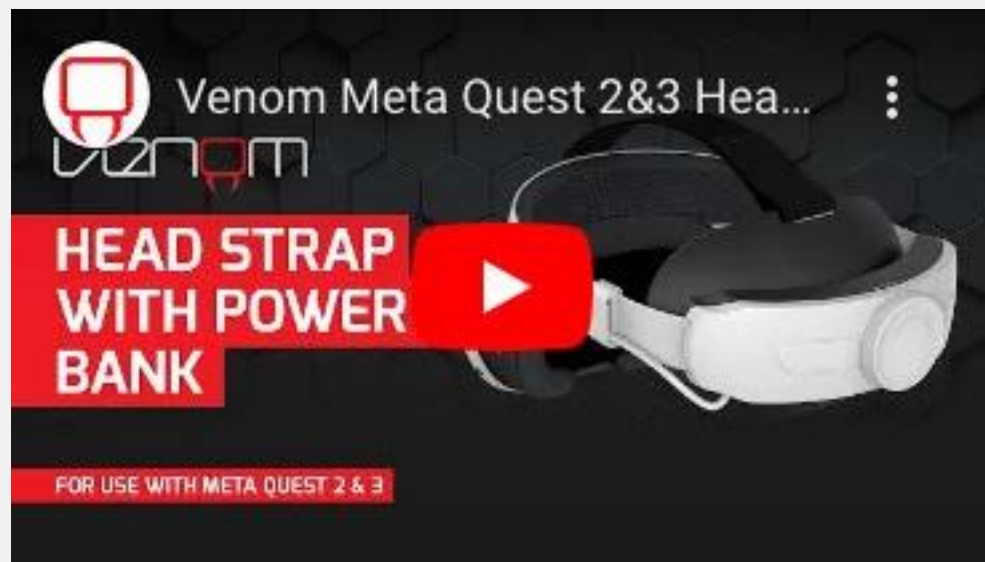 Venom Meta Quest 2&3 Hea...
venom
HEAD STRAP
WITH POWER
BANK
FOR USE WITH META QUEST 2 & 3